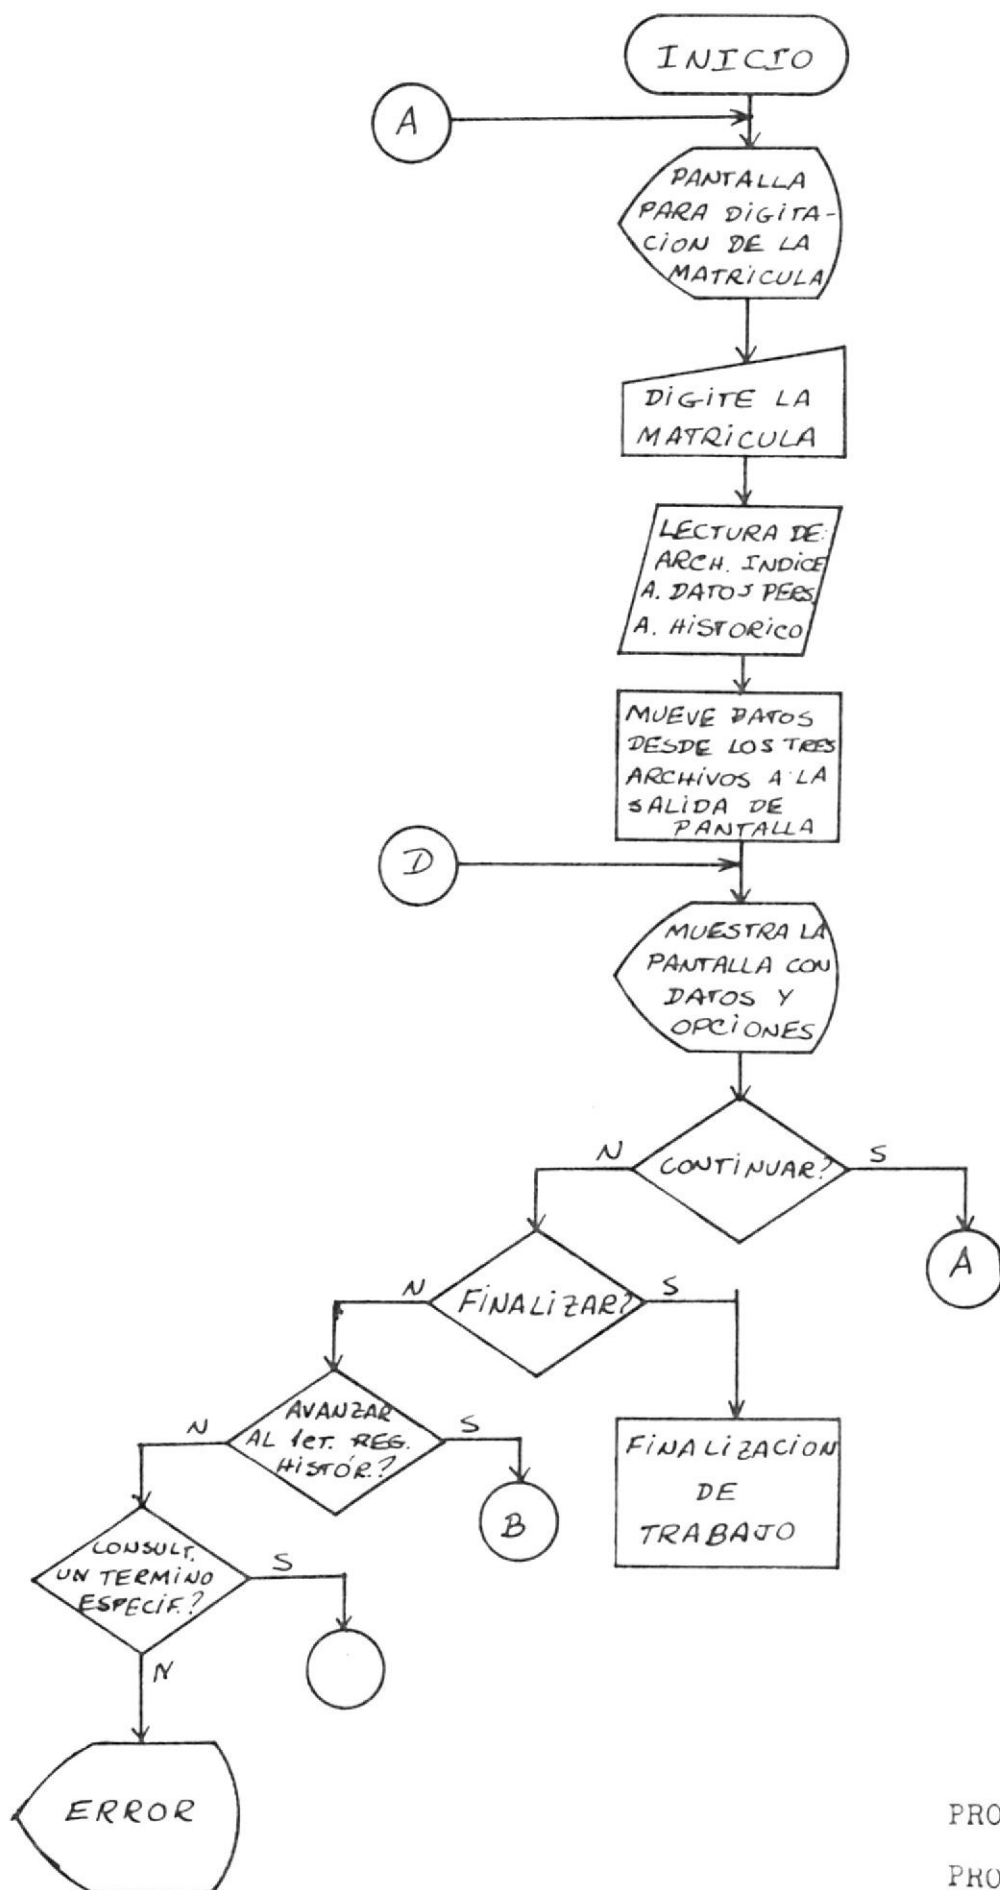 INICIO
A
PANTALLA
PARA DIGITA-
CION DE LA
MATRICULA
DIGITE LA
MATRICULA
LECTURA DE:
ARCH. INDICE
A. DATOS PERS.
A. HISTORICO
MUEVE DATOS
DESDE LOS TRES
ARCHIVOS A LA
SALIDA DE
PANTALLA
D
MUESTRA LA
PANTALLA CON
DATOS Y
OPCIONES
N
CONTINUAR?
S
A
N
FINALIZAR?
S
N
AVANZAR
AL 1er. REG.
HISTÓR.?
S
FINALIZACION
DE
TRABAJO
B
CONSULT.
UN TERMINO
ESPECIF.?
S
N
ERROR
PRO
PRO